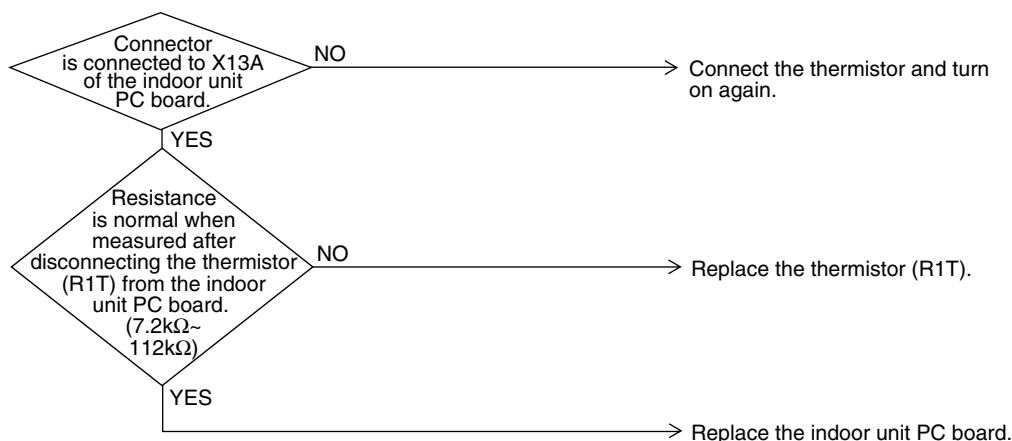 Connector
is connected to X13A
of the indoor unit
PC board.
NO
Connect the thermistor and turn
on again.
YES
Resistance
is normal when
measured after
disconnecting the thermistor
(R1T) from the indoor
unit PC board.
(7.2kΩ~
112kΩ)
NO
Replace the thermistor (R1T).
YES
Replace the indoor unit PC board.